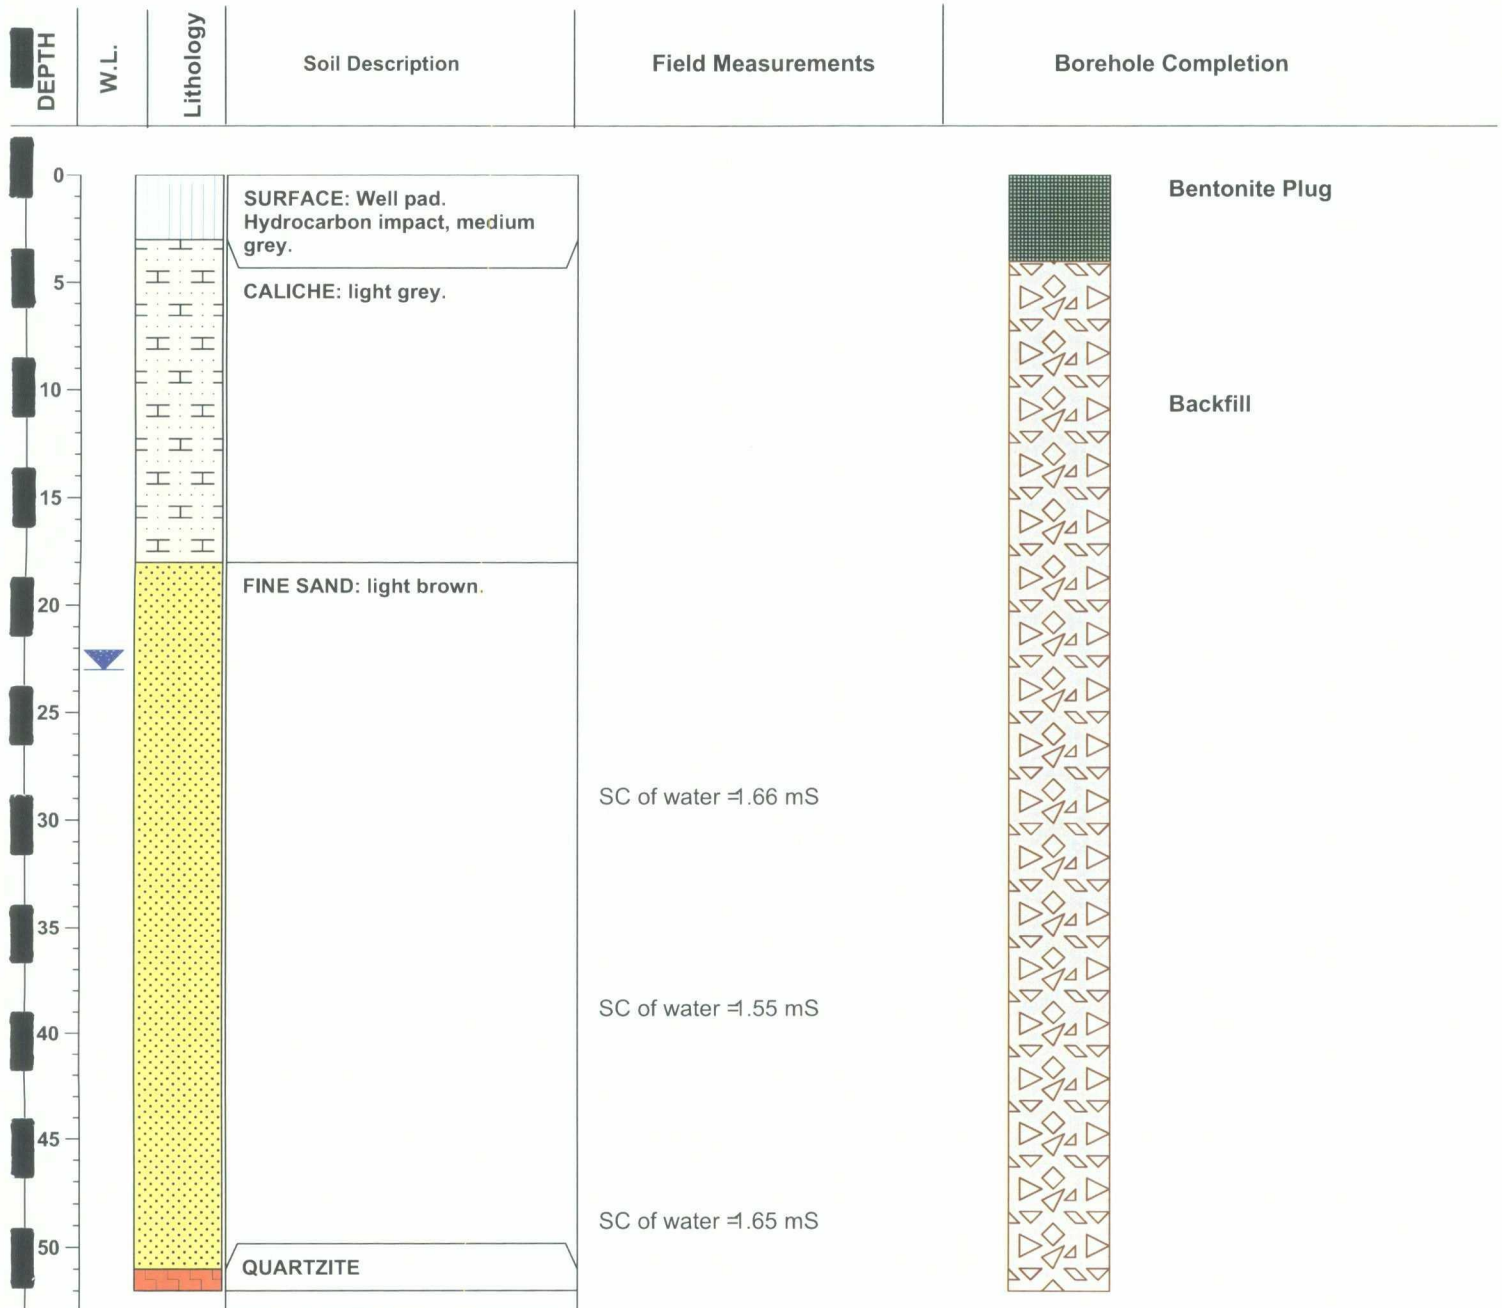 DEPTH
W.L.
Lithology
Soil Description
Field Measurements
Borehole Completion
0
SURFACE: Well pad.
Hydrocarbon impact, medium
grey.
Bentonite Plug
5
CALICHE: light grey.
10
Backfill
15
FINE SAND: light brown.
20
25
SC of water =1.66 mS
30
35
SC of water =1.55 mS
40
45
SC of water =1.65 mS
50
QUARTZITE